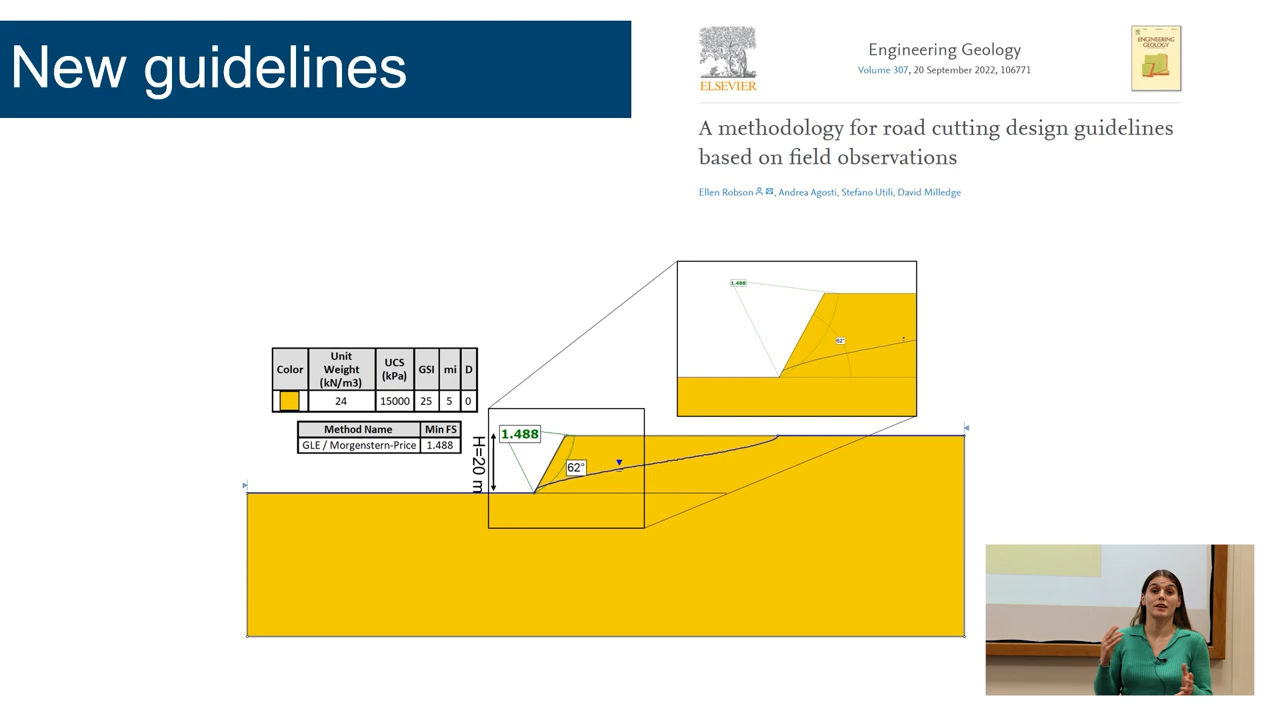 New guidelines
ELSEVIER
Engineering Geology
Volume 307, 20 September 2022, 106771
ENGINEERING
GEOLOGY
A methodology for road cutting design guidelines
based on field observations
Ellen Robson, Andrea Agosti, Stefano Utili, David Milledge
Color Unit Weight (kN/m3) UCS (kPa) GSI mi D
24 15000 25 5 0
Method Name Min FS
GLE / Morgenstern-Price 1.488
H=20 m
1.488
62°
1.488
62°